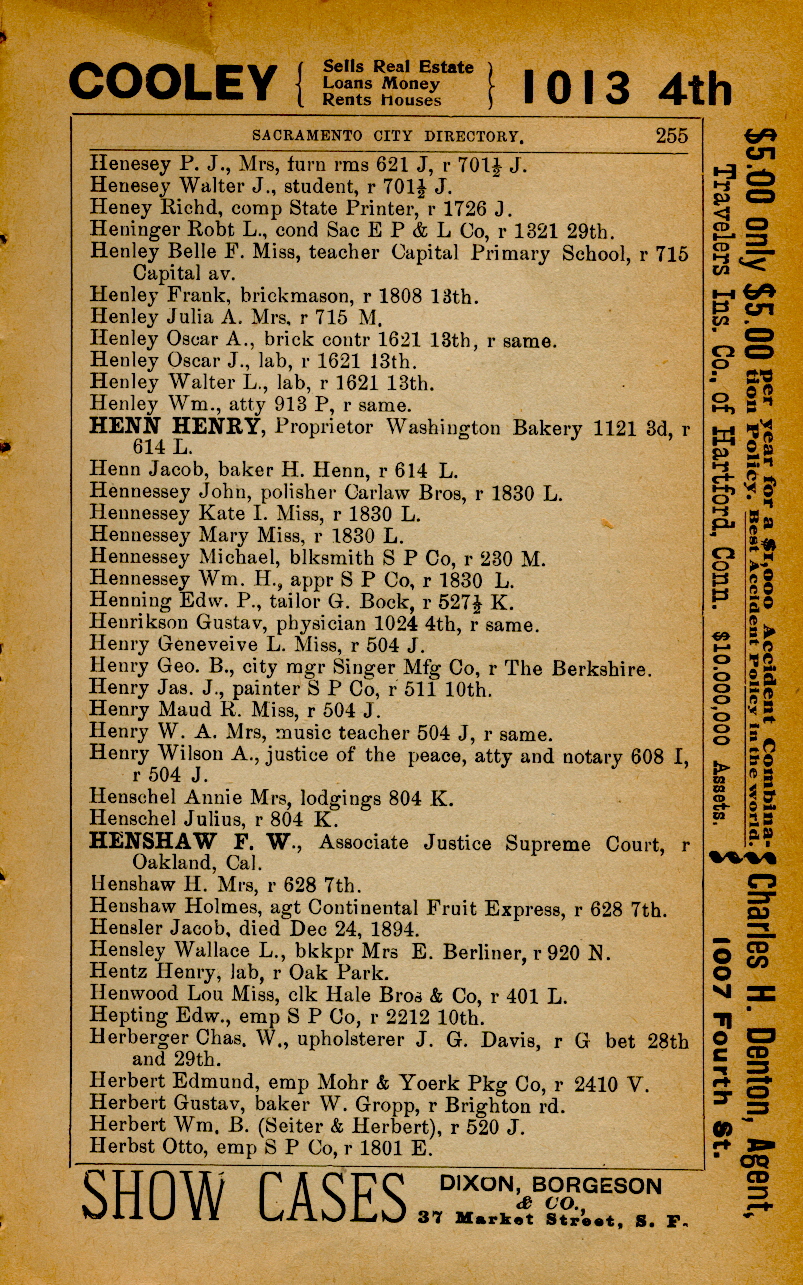 COOLEY { Sells Real Estate
Loans Money
Rents Houses } 1013 4th
SACRAMENTO CITY DIRECTORY. 255
Henesey P. J., Mrs, furn rms 621 J, r 701½ J.
Henesey Walter J., student, r 701½ J.
Heney Richd, comp State Printer, r 1726 J.
Heninger Robt L., cond Sac E P & L Co, r 1321 29th.
Henley Belle F. Miss, teacher Capital Primary School, r 715
Capital av.
Henley Frank, brickmason, r 1808 13th.
Henley Julia A. Mrs, r 715 M.
Henley Oscar A., brick contr 1621 13th, r same.
Henley Oscar J., lab, r 1621 13th.
Henley Walter L., lab, r 1621 13th.
Henley Wm., atty 913 P, r same.
HENN HENRY, Proprietor Washington Bakery 1121 3d, r
614 L.
Henn Jacob, baker H. Henn, r 614 L.
Hennessey John, polisher Carlaw Bros, r 1830 L.
Hennessey Kate I. Miss, r 1830 L.
Hennessey Mary Miss, r 1830 L.
Hennessey Michael, blksmith S P Co, r 230 M.
Hennessey Wm. H., appr S P Co, r 1830 L.
Henning Edw. P., tailor G. Bock, r 527½ K.
Henrikson Gustav, physician 1024 4th, r same.
Henry Geneveive L. Miss, r 504 J.
Henry Geo. B., city mgr Singer Mfg Co, r The Berkshire.
Henry Jas. J., painter S P Co, r 511 10th.
Henry Maud R. Miss, r 504 J.
Henry W. A. Mrs, music teacher 504 J, r same.
Henry Wilson A., justice of the peace, atty and notary 608 I,
r 504 J.
Henschel Annie Mrs, lodgings 804 K.
Henschel Julius, r 804 K.
HENSHAW F. W., Associate Justice Supreme Court, r
Oakland, Cal.
Henshaw H. Mrs, r 628 7th.
Henshaw Holmes, agt Continental Fruit Express, r 628 7th.
Hensler Jacob, died Dec 24, 1894.
Hensley Wallace L., bkkpr Mrs E. Berliner, r 920 N.
Hentz Henry, lab, r Oak Park.
Henwood Lou Miss, clk Hale Bros & Co, r 401 L.
Hepting Edw., emp S P Co, r 2212 10th.
Herberger Chas. W., upholsterer J. G. Davis, r G bet 28th
and 29th.
Herbert Edmund, emp Mohr & Yoerk Pkg Co, r 2410 V.
Herbert Gustav, baker W. Gropp, r Brighton rd.
Herbert Wm. B. (Seiter & Herbert), r 520 J.
Herbst Otto, emp S P Co, r 1801 E.
SHOW CASES DIXON, BORGESON
& CO.,
37 Market Street, S. F.
$5.00 only $5.00 per year for a $1,000 Accident Combina-
tion Policy. Best Accident Policy in the world.
Charles H. Denton, Agent,
Travelers Ins. Co., of Hartford, Conn. $10,000,000 Assets.
1007 Fourth St.